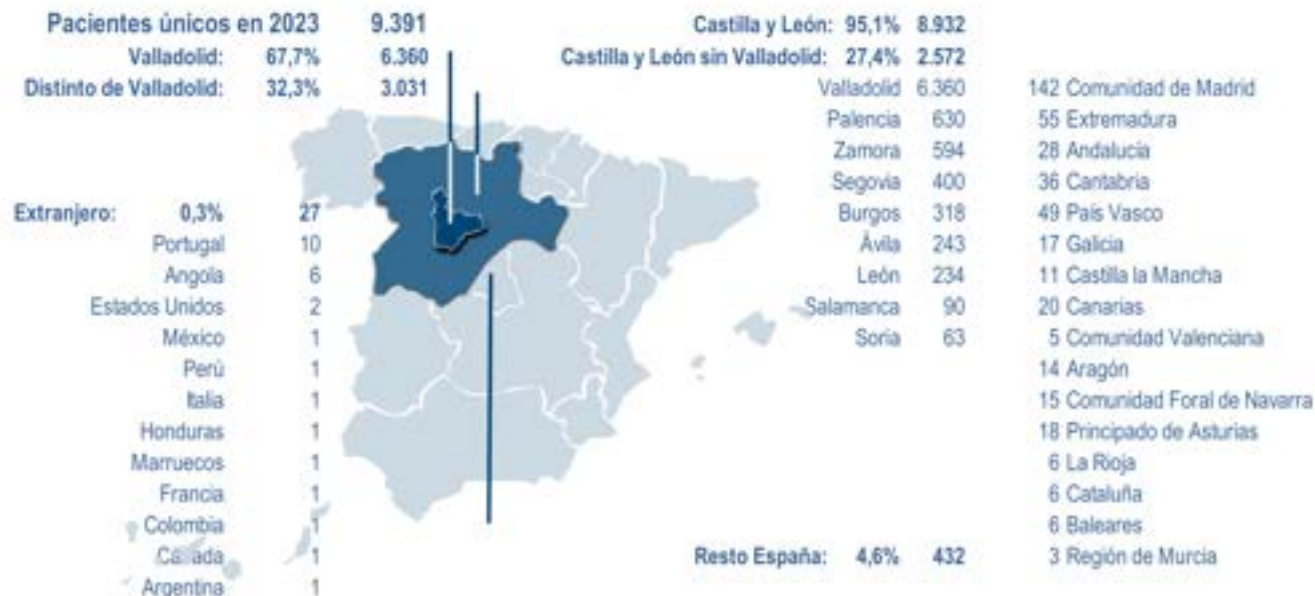 Pacientes únicos en 2023 9.391
Valladolid: 67,7% 6.360
Distinto de Valladolid: 32,3% 3.031
Extranjero: 0,3% 27
Portugal 10
Angola 6
Estados Unidos 2
México 1
Perú 1
Italia 1
Honduras 1
Marruecos 1
Francia 1
Colombia 1
Canada 1
Argentina 1
Castilla y León: 95,1% 8.932
Castilla y León sin Valladolid: 27,4% 2.572
Valladolid 6.360
Palencia 630
Zamora 594
Segovia 400
Burgos 318
Ávila 243
León 234
Salamanca 90
Soria 63
Resto España: 4,6% 432
142 Comunidad de Madrid
55 Extremadura
28 Andalucía
36 Cantabria
49 País Vasco
17 Galicia
11 Castilla la Mancha
20 Canarias
5 Comunidad Valenciana
14 Aragón
15 Comunidad Foral de Navarra
18 Principado de Asturias
6 La Rioja
6 Cataluña
6 Baleares
3 Región de Murcia